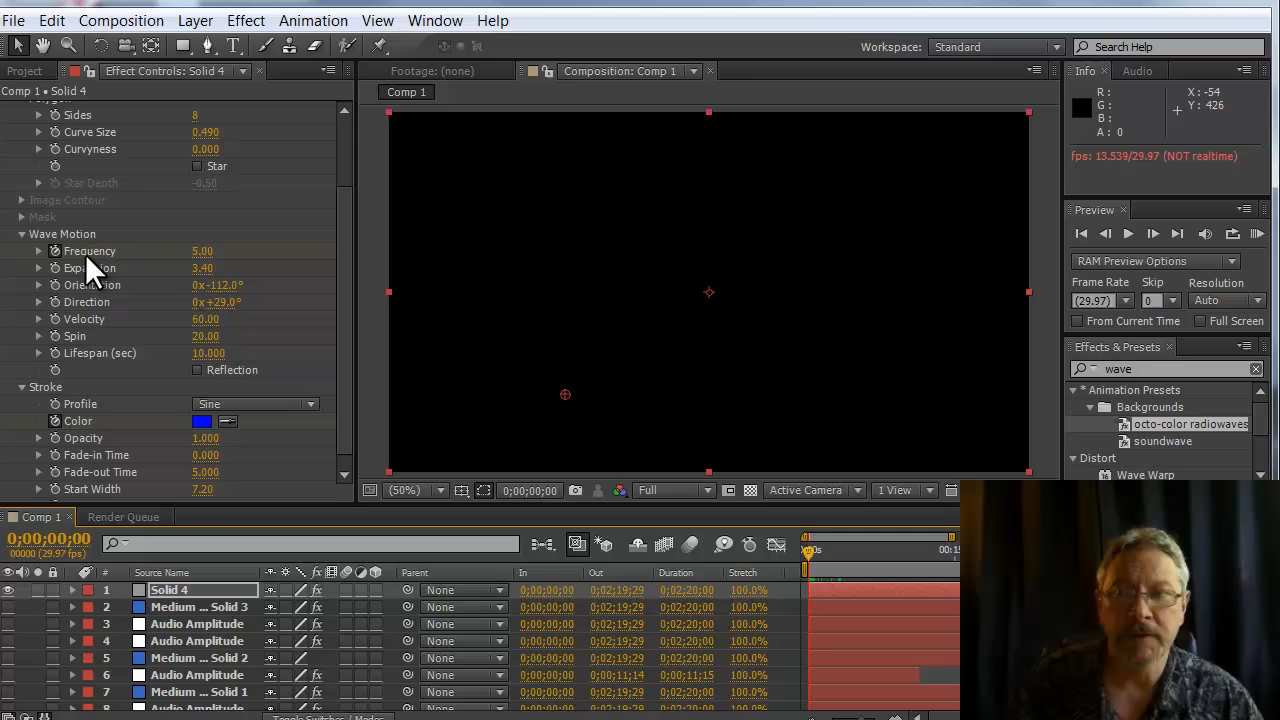 File Edit Composition Layer Effect Animation View Window Help
Workspace: Standard Search Help
Project Effect Controls: Solid 4 Footage: (none) Composition: Comp 1 Info Audio
Comp 1 • Solid 4
Comp 1
R :
G :
B :
A : 0
X : -54
Y : 426
fps: 13.539/29.97 (NOT realtime)
Sides 8
Curve Size 0.490
Curvyness 0.000
Star
Star Depth -0.50
Image Contour
Mask
Wave Motion
Frequency 5.00
Expansion 3.40
Orientation 0x-112.0°
Direction 0x+29.0°
Velocity 60.00
Spin 20.00
Lifespan (sec) 10.000
Reflection
Stroke
Profile Sine
Color
Opacity 1.000
Fade-in Time 0.000
Fade-out Time 5.000
Start Width 7.20
Preview
RAM Preview Options
Frame Rate Skip Resolution
(29.97) 0 Auto
From Current Time Full Screen
Effects & Presets
wave
* Animation Presets
Backgrounds
octo-color radiowaves
soundwave
Distort
Wave Warp
(50%) 0;00;00;00 Full Active Camera 1 View
Comp 1 Render Queue
0;00;00;00
00000 (29.97 fps)
# Source Name Parent In Out Duration Stretch
1 Solid 4 None 0;00;00;00 0;02;19;29 0;02;20;00 100.0%
2 Medium ... Solid 3 None 0;00;00;00 0;02;19;29 0;02;20;00 100.0%
3 Audio Amplitude None 0;00;00;00 0;02;19;29 0;02;20;00 100.0%
4 Audio Amplitude None 0;00;00;00 0;02;19;29 0;02;20;00 100.0%
5 Medium ... Solid 2 None 0;00;00;00 0;02;19;29 0;02;20;00 100.0%
6 Audio Amplitude None 0;00;00;00 0;00;11;14 0;00;11;15 100.0%
7 Medium ... Solid 1 None 0;00;00;00 0;02;19;29 0;02;20;00 100.0%
8 Audio Amplitude None
Toggle Switches / Modes